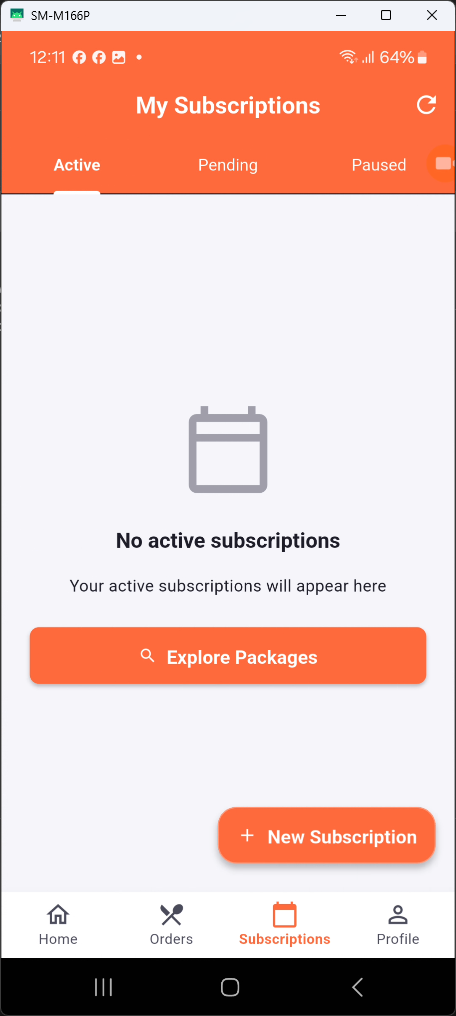 SM-M166P
12:11 64%
My Subscriptions
Active Pending Paused
No active subscriptions
Your active subscriptions will appear here
Explore Packages
+ New Subscription
Home Orders Subscriptions Profile